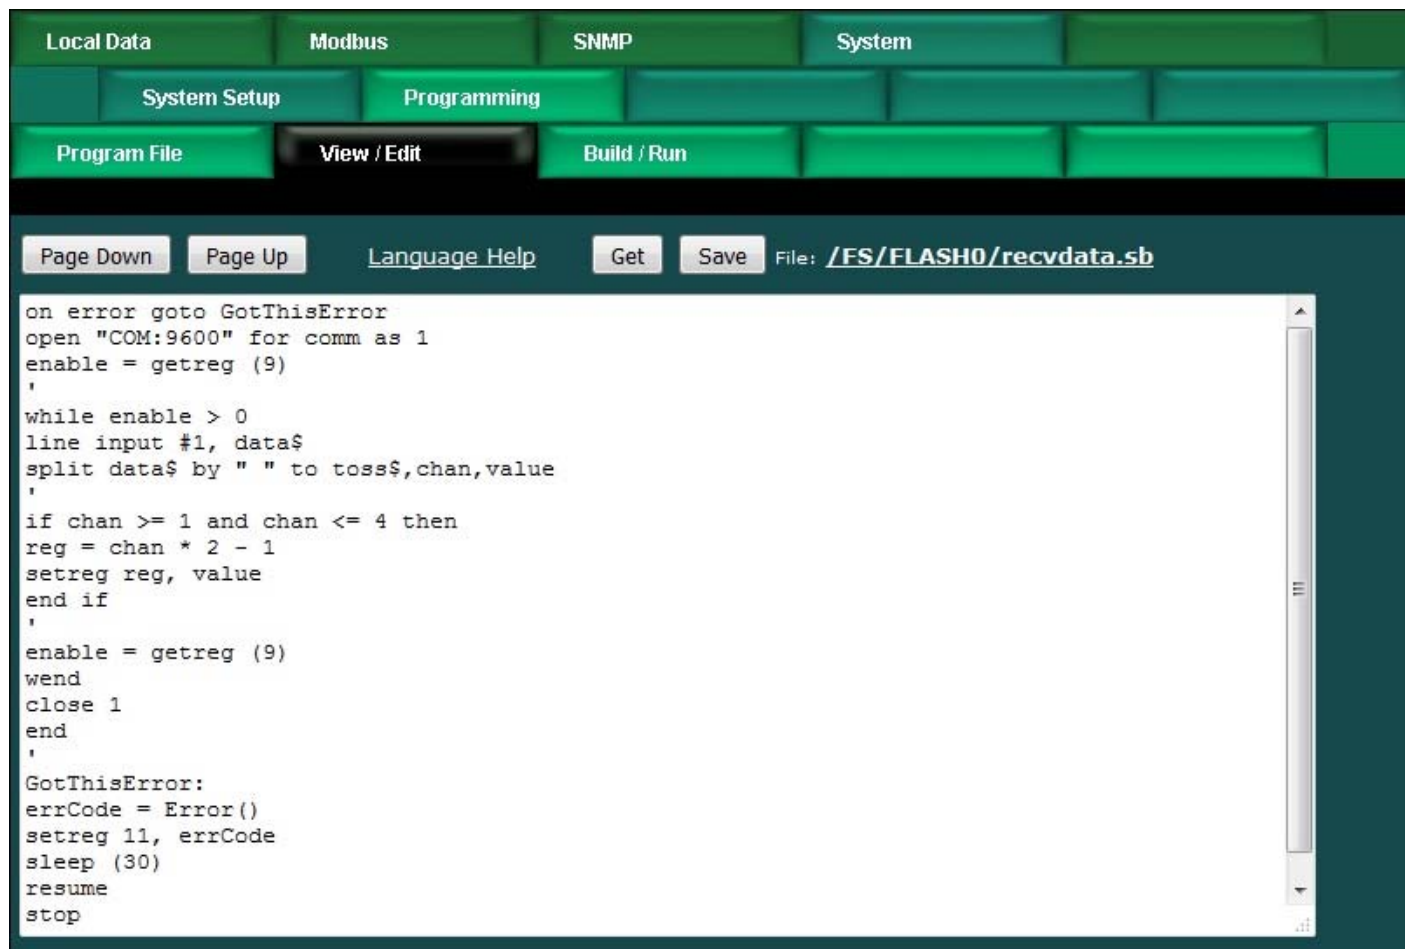 Local Data Modbus SNMP System
System Setup Programming
Program File View / Edit Build / Run
Page Down Page Up Language Help Get Save File: /FS/FLASH0/recvdata.sb
on error goto GotThisError
open "COM:9600" for comm as 1
enable = getreg (9)
'
while enable > 0
line input #1, data$
split data$ by " " to toss$,chan,value
'
if chan >= 1 and chan <= 4 then
reg = chan * 2 - 1
setreg reg, value
end if
'
enable = getreg (9)
wend
close 1
end
'
GotThisError:
errCode = Error()
setreg 11, errCode
sleep (30)
resume
stop